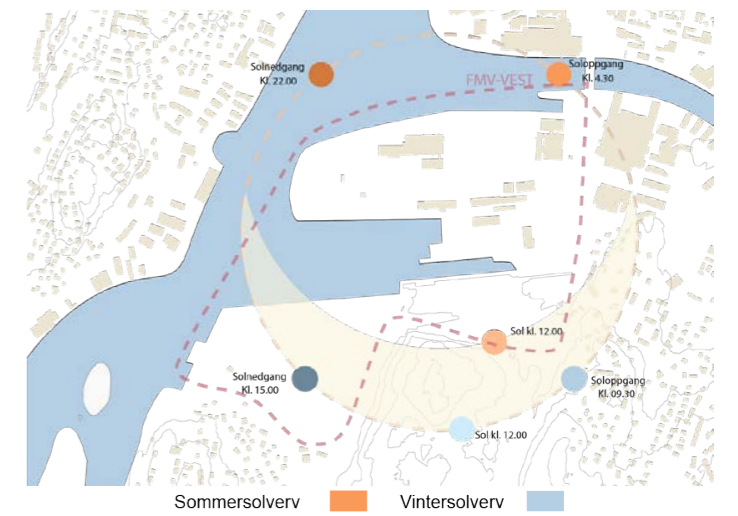 Solnedgang
Kl. 22.00
Soloppgang
Kl. 4.30
FMV-VEST
Sol kl. 12.00
Solnedgang
Kl. 15.00
Soloppgang
Kl. 09.30
Sol kl. 12.00
Sommersolverv
Vintersolverv